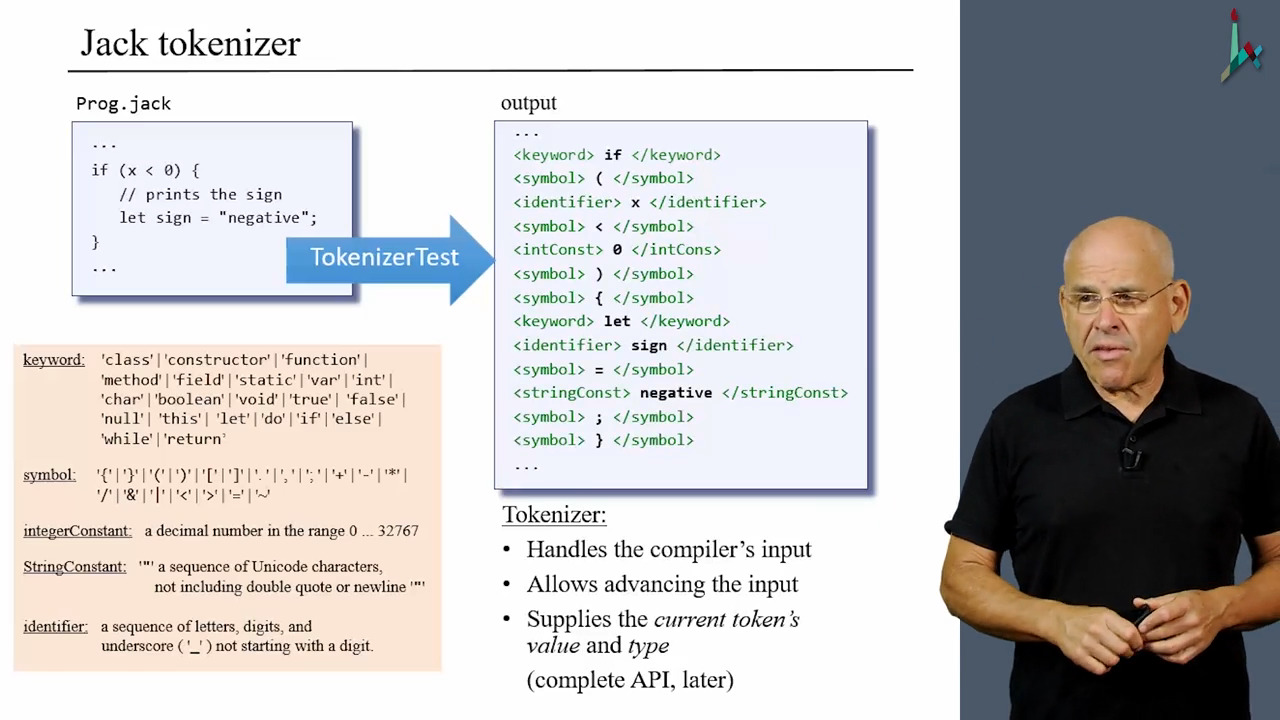 Jack tokenizer
Prog.jack
...
if (x < 0) {
// prints the sign
let sign = "negative";
}
...
TokenizerTest
output
...
<keyword> if </keyword>
<symbol> ( </symbol>
<identifier> x </identifier>
<symbol> < </symbol>
<intConst> 0 </intCons>
<symbol> ) </symbol>
<symbol> { </symbol>
<keyword> let </keyword>
<identifier> sign </identifier>
<symbol> = </symbol>
<stringConst> negative </stringConst>
<symbol> ; </symbol>
<symbol> } </symbol>
...
keyword: 'class'|'constructor'|'function'|
'method'|'field'|'static'|'var'|'int'|
'char'|'boolean'|'void'|'true'| 'false'|
'null'| 'this'| 'let'|'do'|'if'|'else'|
'while'|'return’
symbol: '{'|'}'|'('|')'|'['|']'|'. '|', '|'; '|'+'|'-'|'*'|
'/'|'&'|'|'|'<'|'>'|'='|'~'
integerConstant: a decimal number in the range 0 ... 32767
StringConstant: '"' a sequence of Unicode characters,
not including double quote or newline '"'
identifier: a sequence of letters, digits, and
underscore ( '_' ) not starting with a digit.
Tokenizer:
• Handles the compiler’s input
• Allows advancing the input
• Supplies the current token’s
value and type
(complete API, later)